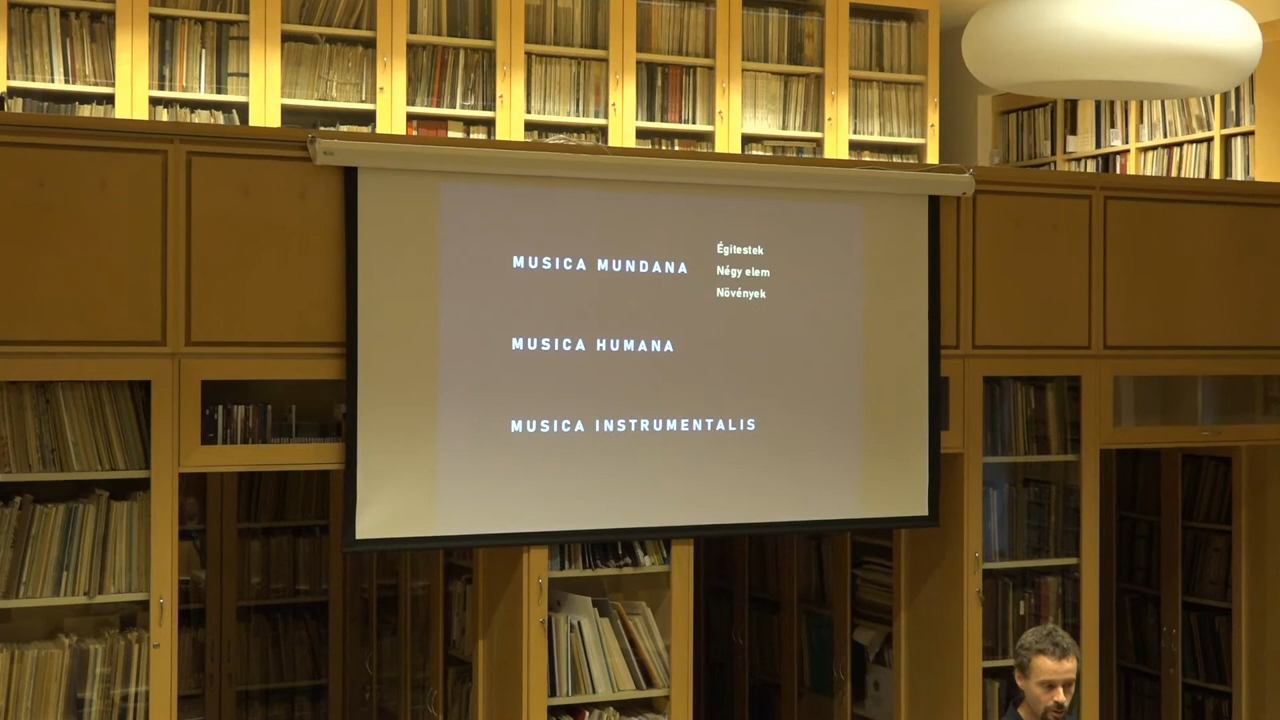 MUSICA MUNDANA
Égitestek
Négy elem
Növények
MUSICA HUMANA
MUSICA INSTRUMENTALIS